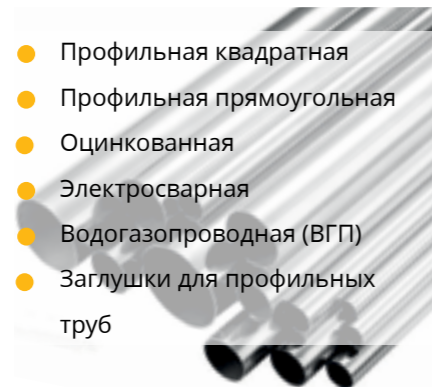 Профильная квадратная
Профильная прямоугольная
Оцинкованная
Электросварная
Водогазопроводная (ВГП)
Заглушки для профильных
труб